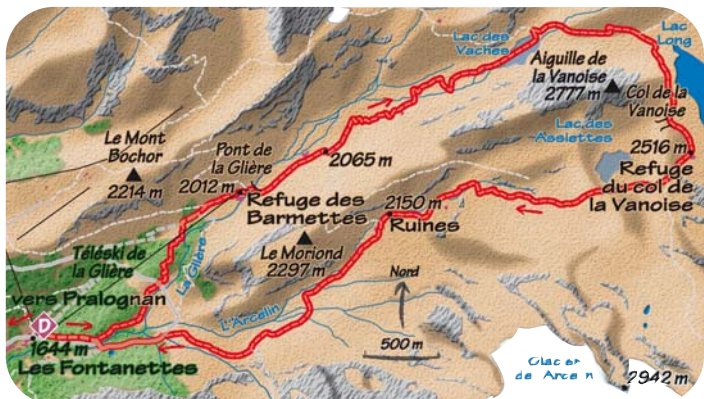 Lac des
Vaches
Lac
Long
Aiguille de
la Vanoise
2777 m
Col de la
Vanoise
Lac des
Assiettes
2516 m
Refuge
du col de
la Vanoise
Le Mont
Bochor
2214 m
Pont de
la Glière
2012 m
2065 m
Refuge des
Barmettes
2150 m
Ruines
Le Moriond
2297 m
Téléski de
la Glière
La Glière
vers Pralognan
D
1644 m
Les Fontanettes
L'Arcelin
Nord
500 m
de
2942 m